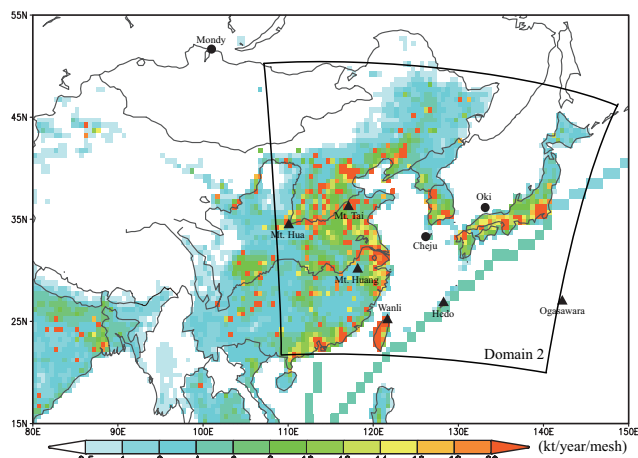 Mondy
45N
Oki
Mt. Tai
35N
Mt. Hua
Cheju
Mt. Huang
Wanli
Hedo
Ogasawara
25N
Domain 2
15N
80E 90E 100E 110E 120E 130E 140E 150E
(kt/year/mesh)